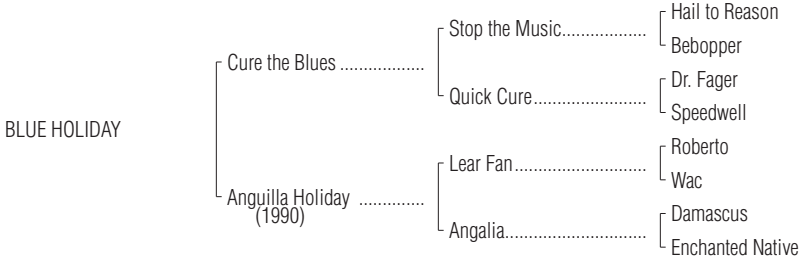 Hail to Reason
Stop the Music...................
Bebopper
Cure the Blues ..................
Dr. Fager
Quick Cure.........................
Speedwell
BLUE HOLIDAY
Roberto
Lear Fan.............................
Wac
Anguilla Holiday ..............
(1990)
Damascus
Angalia...............................
Enchanted Native